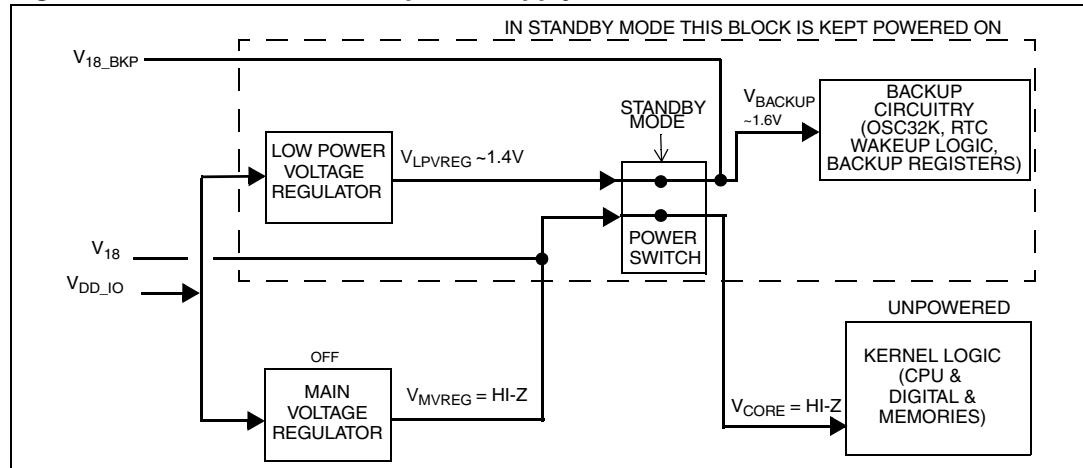 IN STANDBY MODE THIS BLOCK IS KEPT POWERED ON
V18_BKP
STANDBY
MODE
VBACKUP
~1.6V
BACKUP
CIRCUITRY
(OSC32K, RTC
WAKEUP LOGIC,
BACKUP REGISTERS)
LOW POWER
VOLTAGE
REGULATOR
VLPVREG ~1.4V
POWER
SWITCH
V18
VDD_IO
OFF
MAIN
VOLTAGE
REGULATOR
VMVREG = HI-Z
VCORE = HI-Z
UNPOWERED
KERNEL LOGIC
(CPU &
DIGITAL &
MEMORIES)